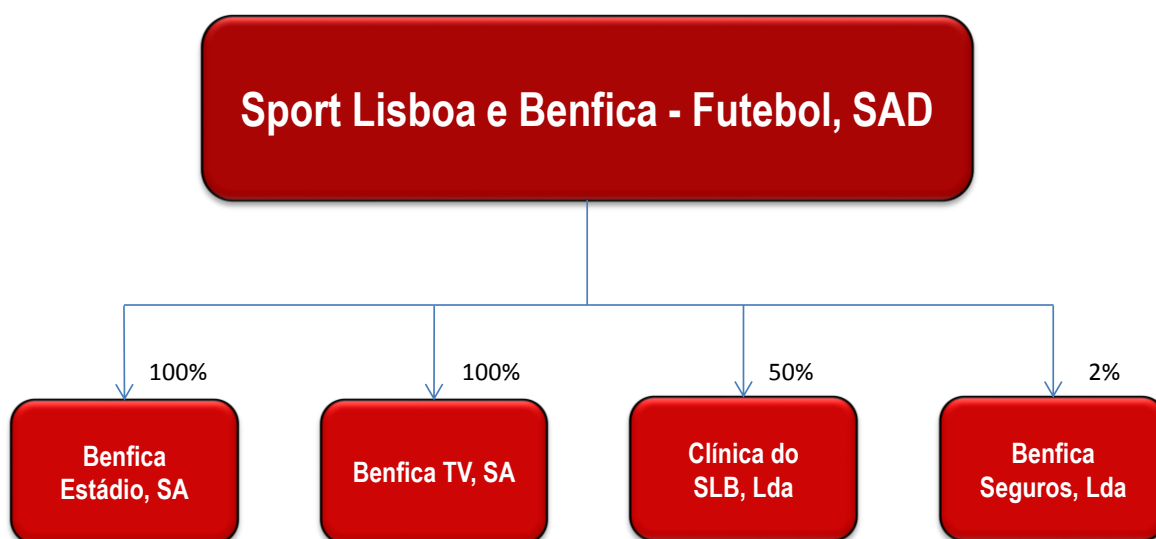 Sport Lisboa e Benfica - Futebol, SAD
100%
100%
50%
2%
Benfica
Estádio, SA
Benfica TV, SA
Clínica do
SLB, Lda
Benfica
Seguros, Lda